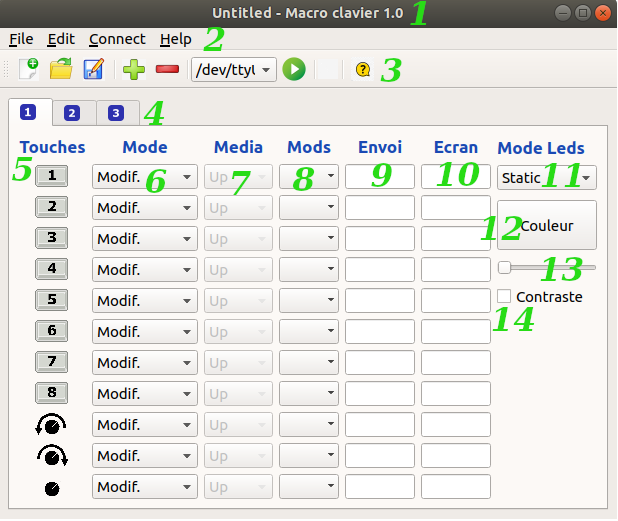 Untitled - Macro clavier 1.0 1
File Edit Connect Help 2
/dev/ttyU ? 3
1 2 3 4
Touches Mode Media Mods Envoi Ecran Mode Leds
5 1 Modif. 6 Up 7 8 9 10 Static 11
2 Modif. Up 12 Couleur
3 Modif. Up
4 Modif. Up 13
5 Modif. Up Contraste
6 Modif. Up 14
7 Modif. Up
8 Modif. Up
Modif. Up
Modif. Up
Modif. Up